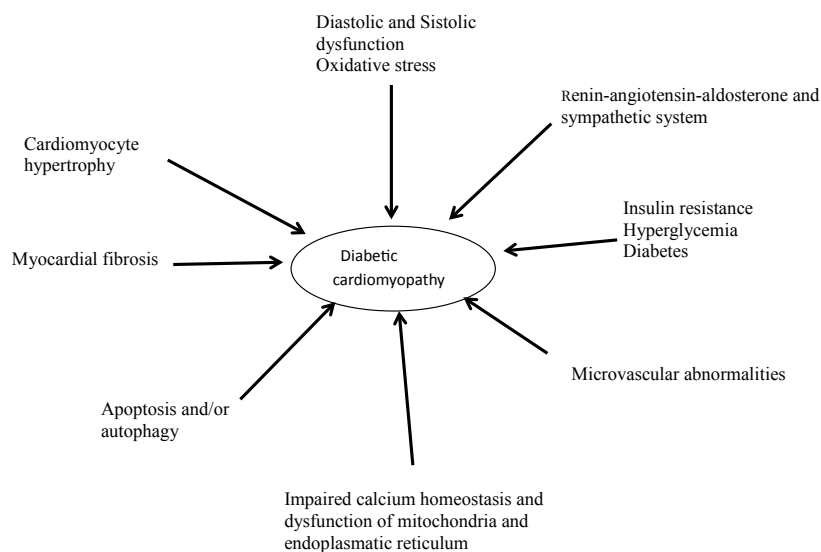 Diastolic and Sistolic
dysfunction
Oxidative stress
Renin-angiotensin-aldosterone and
sympathetic system
Cardiomyocyte
hypertrophy
Insulin resistance
Hyperglycemia
Diabetes
Myocardial fibrosis
Diabetic
cardiomyopathy
Microvascular abnormalities
Apoptosis and/or
autophagy
Impaired calcium homeostasis and
dysfunction of mitochondria and
endoplasmatic reticulum